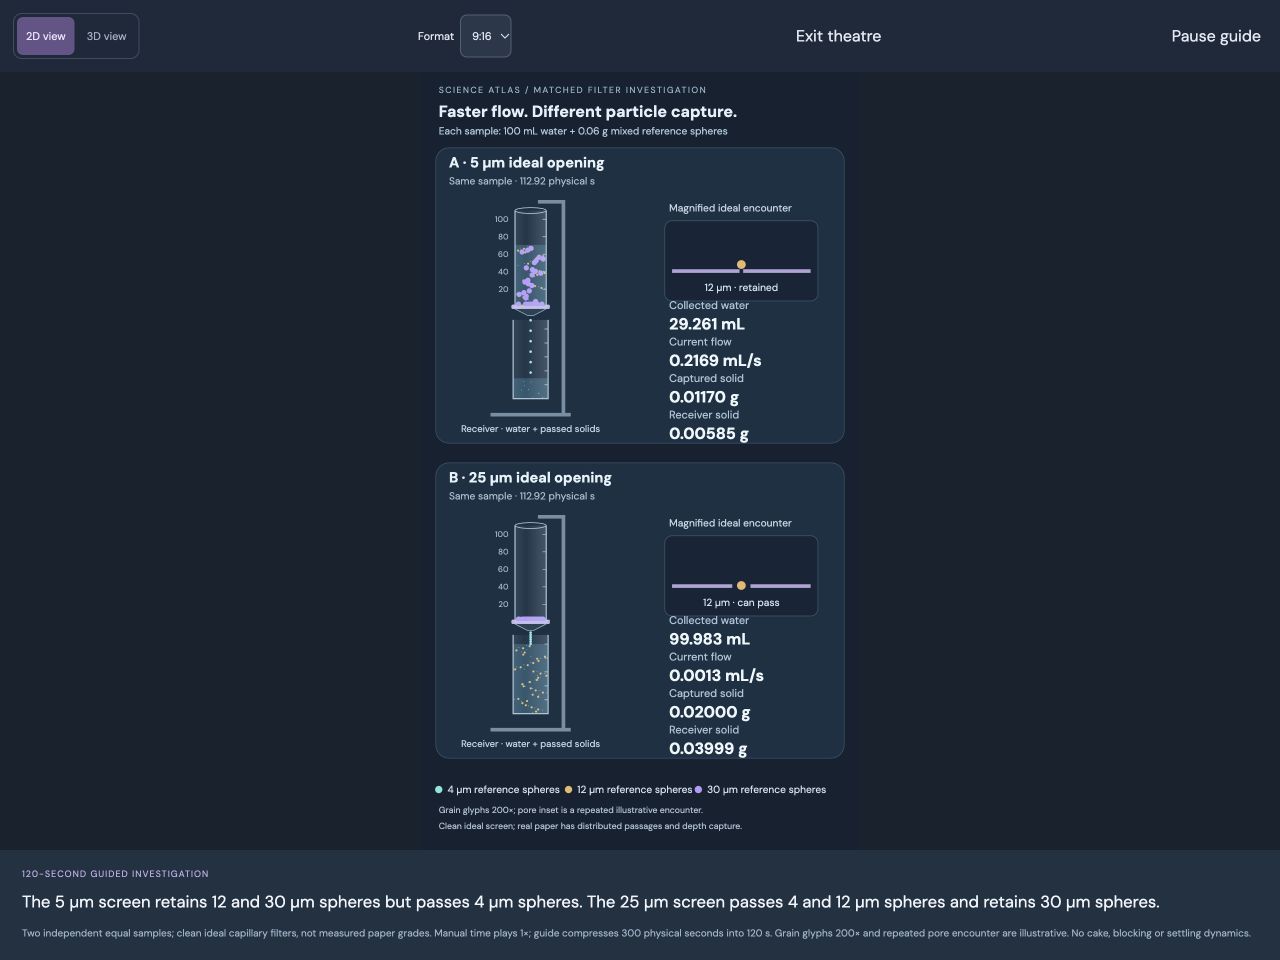 2D view
3D view
Format
9:16
Exit theatre
Pause guide
SCIENCE ATLAS / MATCHED FILTER INVESTIGATION
Faster flow. Different particle capture.
Each sample: 100 mL water + 0.06 g mixed reference spheres
A · 5 µm ideal opening
Same sample · 112.92 physical s
100
80
60
40
20
Receiver · water + passed solids
Magnified ideal encounter
12 µm · retained
Collected water
29.261 mL
Current flow
0.2169 mL/s
Captured solid
0.01170 g
Receiver solid
0.00585 g
B · 25 µm ideal opening
Same sample · 112.92 physical s
100
80
60
40
20
Receiver · water + passed solids
Magnified ideal encounter
12 µm · can pass
Collected water
99.983 mL
Current flow
0.0013 mL/s
Captured solid
0.02000 g
Receiver solid
0.03999 g
4 µm reference spheres
12 µm reference spheres
30 µm reference spheres
Grain glyphs 200×; pore inset is a repeated illustrative encounter.
Clean ideal screen; real paper has distributed passages and depth capture.
120-SECOND GUIDED INVESTIGATION
The 5 µm screen retains 12 and 30 µm spheres but passes 4 µm spheres. The 25 µm screen passes 4 and 12 µm spheres and retains 30 µm spheres.
Two independent equal samples; clean ideal capillary filters, not measured paper grades. Manual time plays 1×; guide compresses 300 physical seconds into 120 s. Grain glyphs 200× and repeated pore encounter are illustrative. No cake, blocking or settling dynamics.